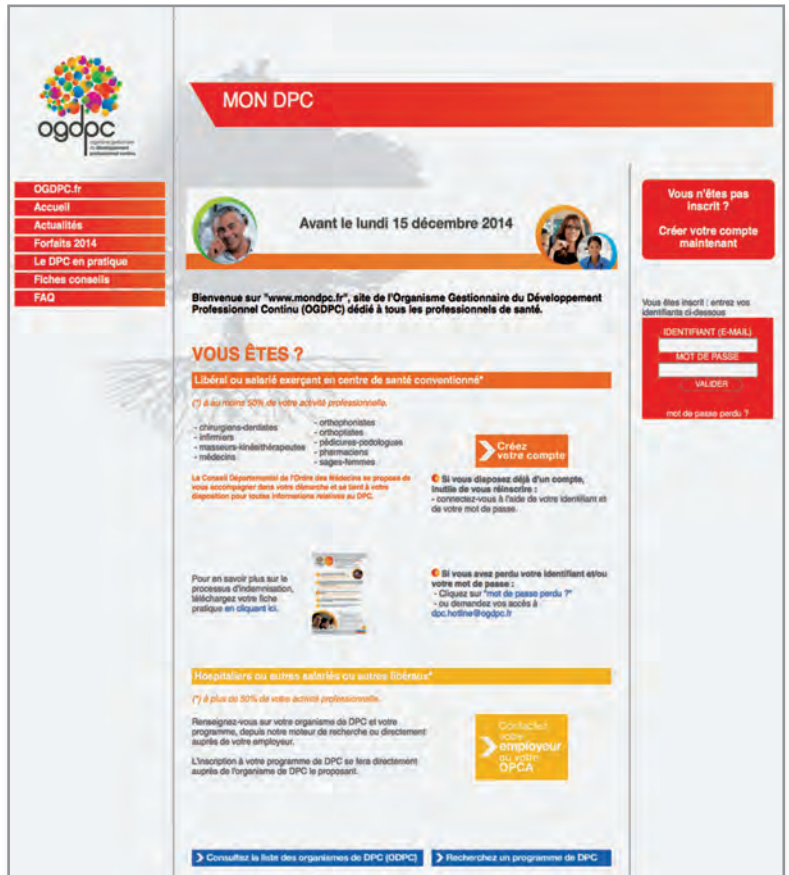 ogdpc
organisme gestionnaire
du développement
professionnel continu
MON DPC
OGDPC.fr
Accueil
Actualités
Forfaits 2014
Le DPC en pratique
Fiches conseils
FAQ
Avant le lundi 15 décembre 2014
Bienvenue sur "www.mondpc.fr", site de l'Organisme Gestionnaire du Développement
Professionnel Continu (OGDPC) dédié à tous les professionnels de santé.
VOUS ÊTES ?
Libéral ou salarié exerçant en centre de santé conventionné*
(*) à au moins 50% de votre activité professionnelle.
- chirurgiens-dentistes
- infirmiers
- masseurs-kinésithérapeutes
- médecins
- orthophonistes
- orthoptistes
- pédicures-podologues
- pharmaciens
- sages-femmes
Le Conseil Départemental de l'Ordre des Médecins se propose de
vous accompagner dans votre démarche et se tient à votre
disposition pour toutes informations relatives au DPC.
Créez
votre compte
Si vous disposez déjà d'un compte,
inutile de vous réinscrire :
- connectez-vous à l'aide de votre identifiant et
de votre mot de passe.
Pour en savoir plus sur le
processus d'indemnisation,
téléchargez votre fiche
pratique en cliquant ici.
Si vous avez perdu votre identifiant et/ou
votre mot de passe :
- Cliquez sur "mot de passe perdu ?"
- ou demandez vos accès à
dpc.hotline@ogdpc.fr
Hospitaliers ou autres salariés ou autres libéraux*
(*) à plus de 50% de votre activité professionnelle.
Renseignez-vous sur votre organisme de DPC et votre
programme, depuis notre moteur de recherche ou directement
auprès de votre employeur.
L'inscription à votre programme de DPC se fera directement
auprès de l'organisme de DPC le proposant.
Contactez
votre
employeur
ou votre
OPCA
Consultez la liste des organismes de DPC (ODPC)
Recherchez un programme de DPC
Vous n'êtes pas
inscrit ?
Créer votre compte
maintenant
Vous êtes inscrit : entrez vos
identifiants ci-dessous
IDENTIFIANT (E-MAIL)
MOT DE PASSE
VALIDER
mot de passe perdu ?